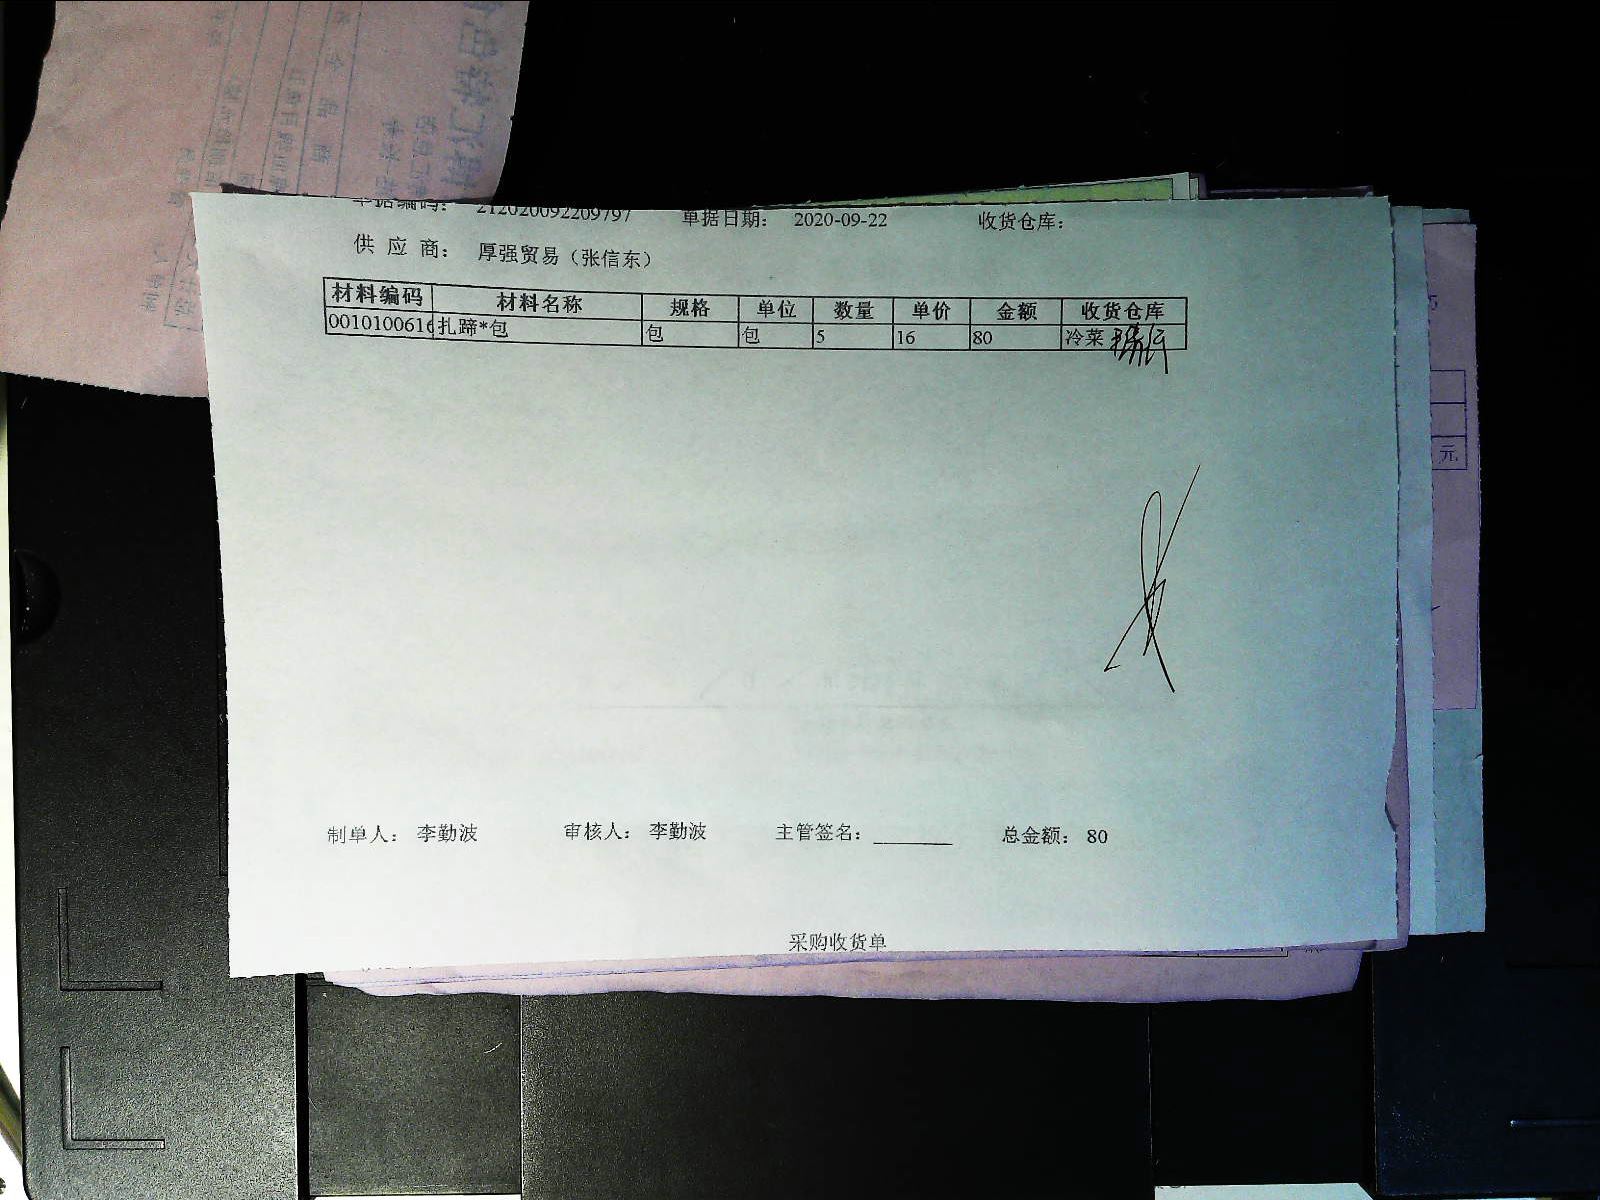 单据编码： 212020092209797 单据日期： 2020-09-22 收货仓库：
供 应 商： 厚强贸易（张信东）
材料编码 材料名称 规格 单位 数量 单价 金额 收货仓库
0010100616 扎蹄*包 包 包 5 16 80 冷菜
制单人： 李勤波 审核人： 李勤波 主管签名：________ 总金额： 80
采购收货单
元